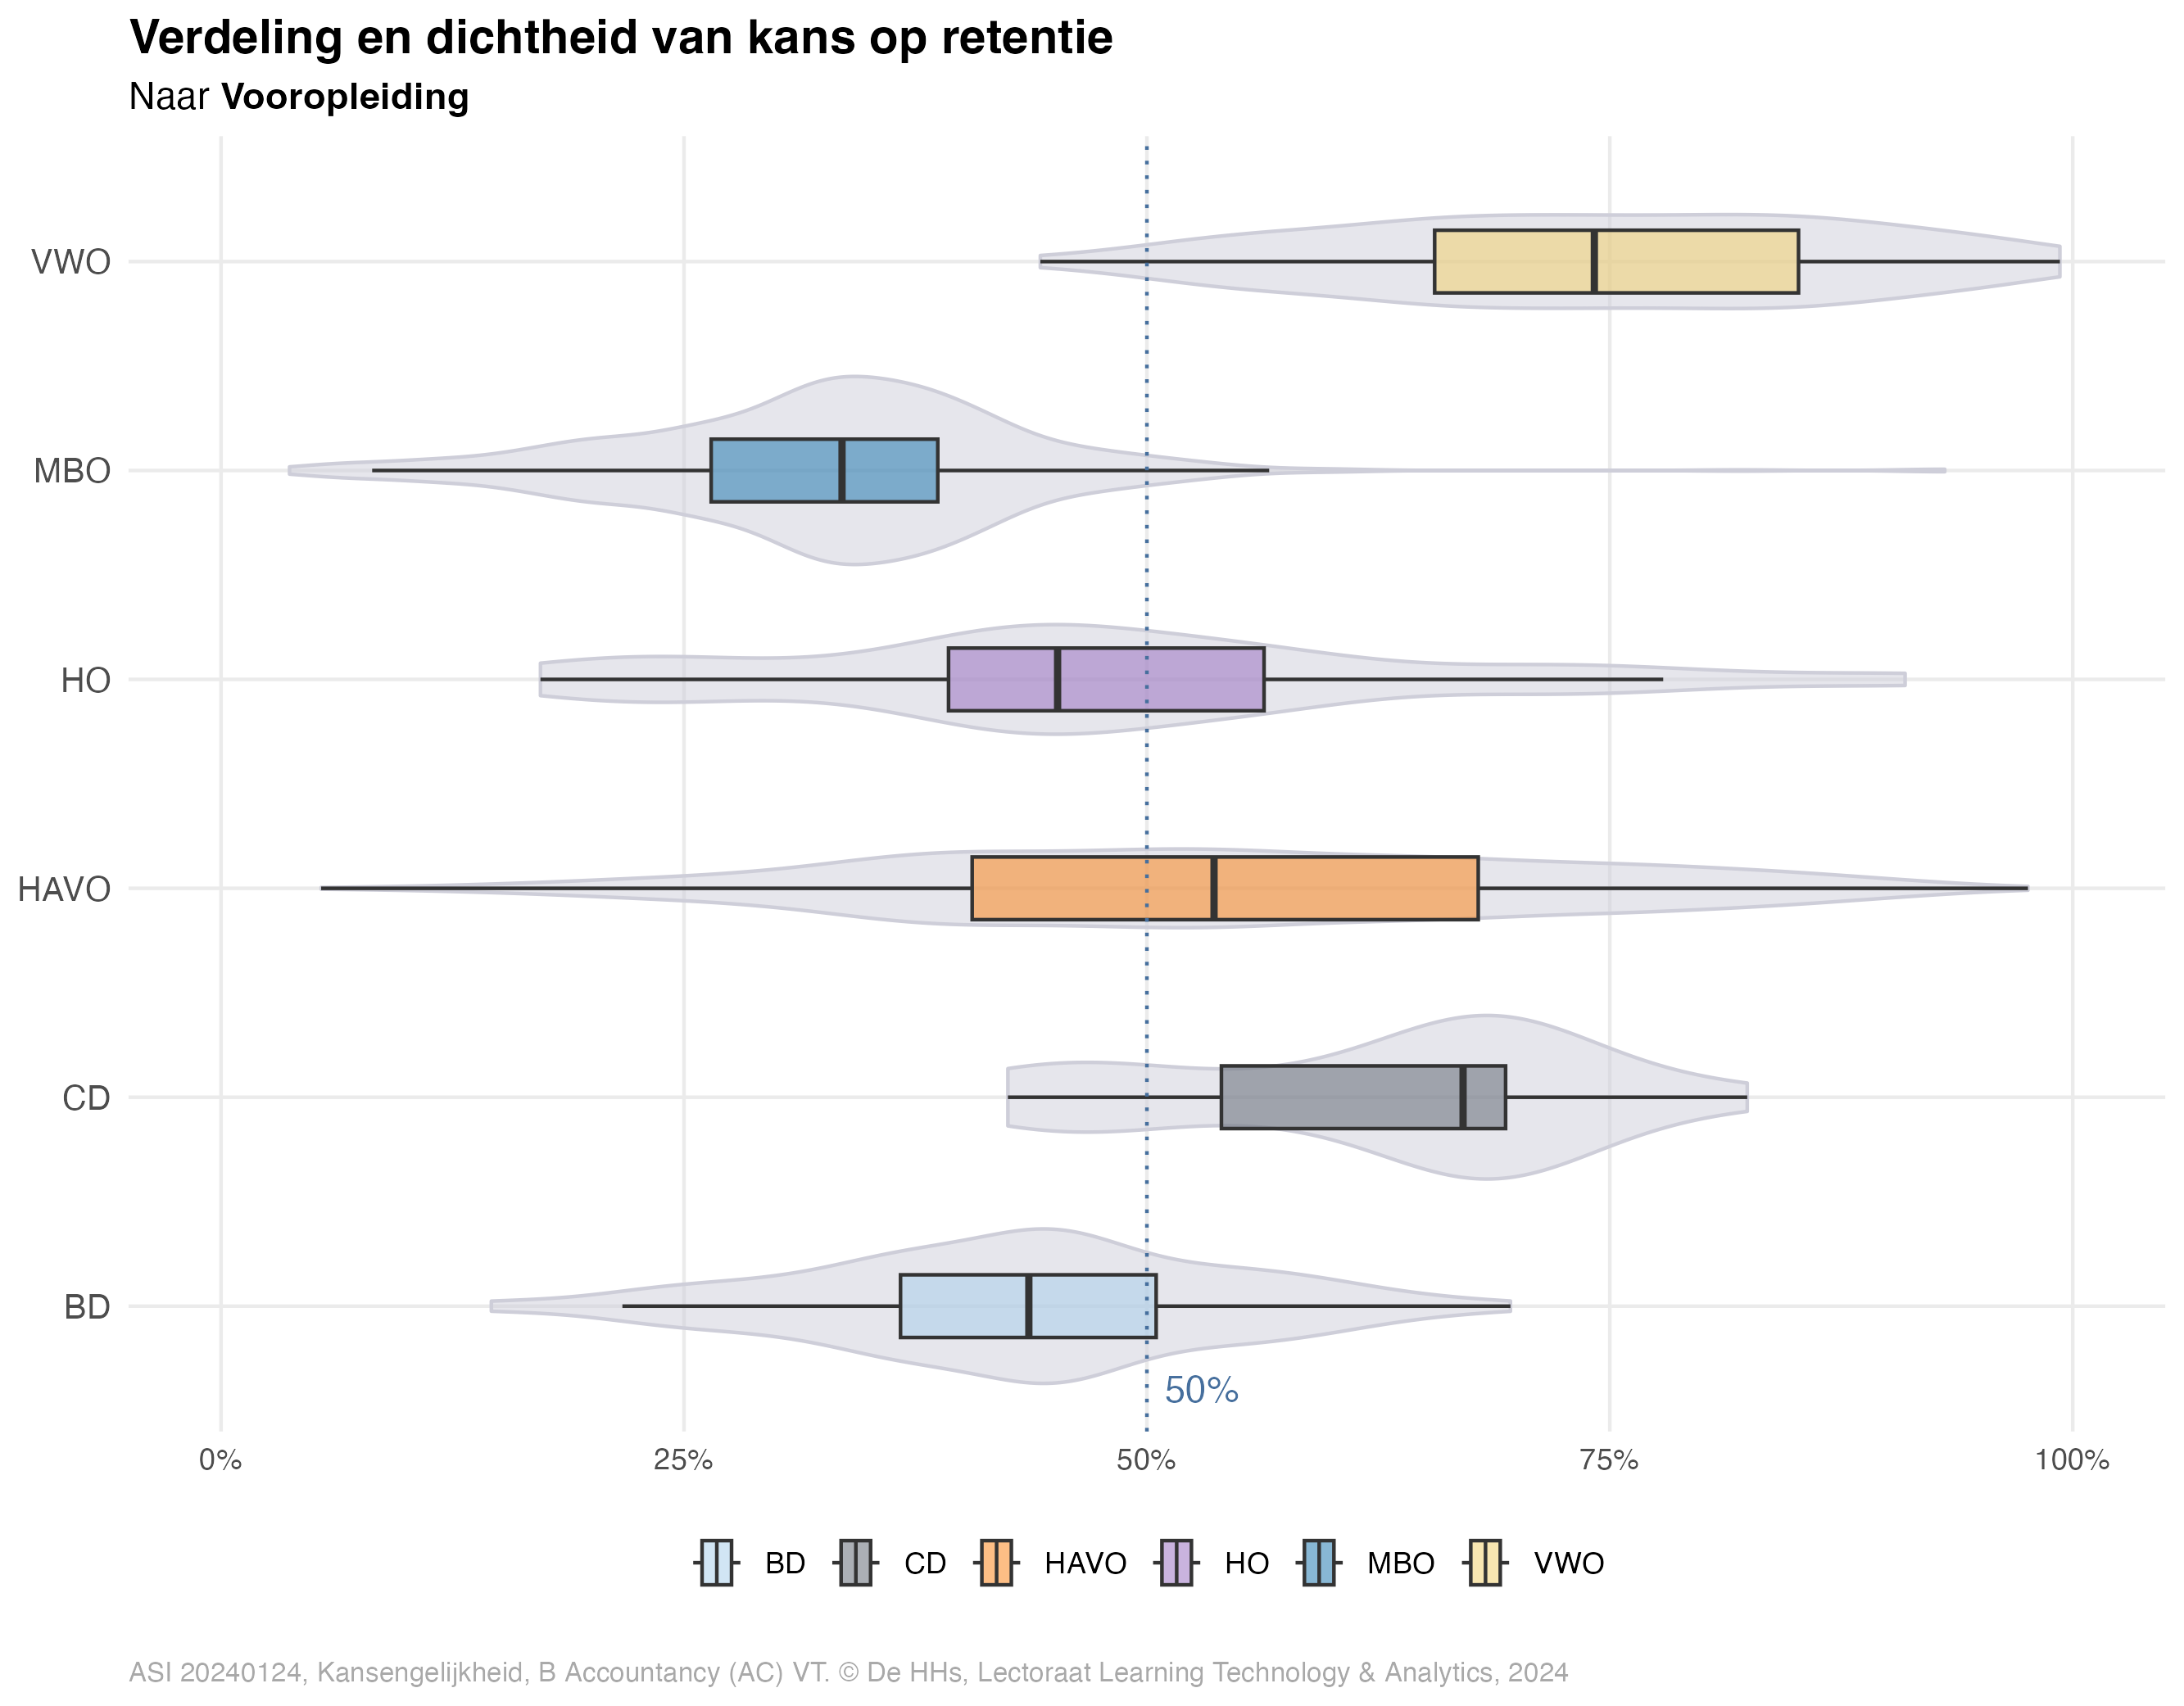 Verdeling en dichtheid van kans op retentie
Naar Vooropleiding
VWO
MBO
HO
HAVO
CD
BD
50%
0% 25% 50% 75% 100%
BD CD HAVO HO MBO VWO
ASI 20240124, Kansengelijkheid, B Accountancy (AC) VT. © De HHs, Lectoraat Learning Technology & Analytics, 2024